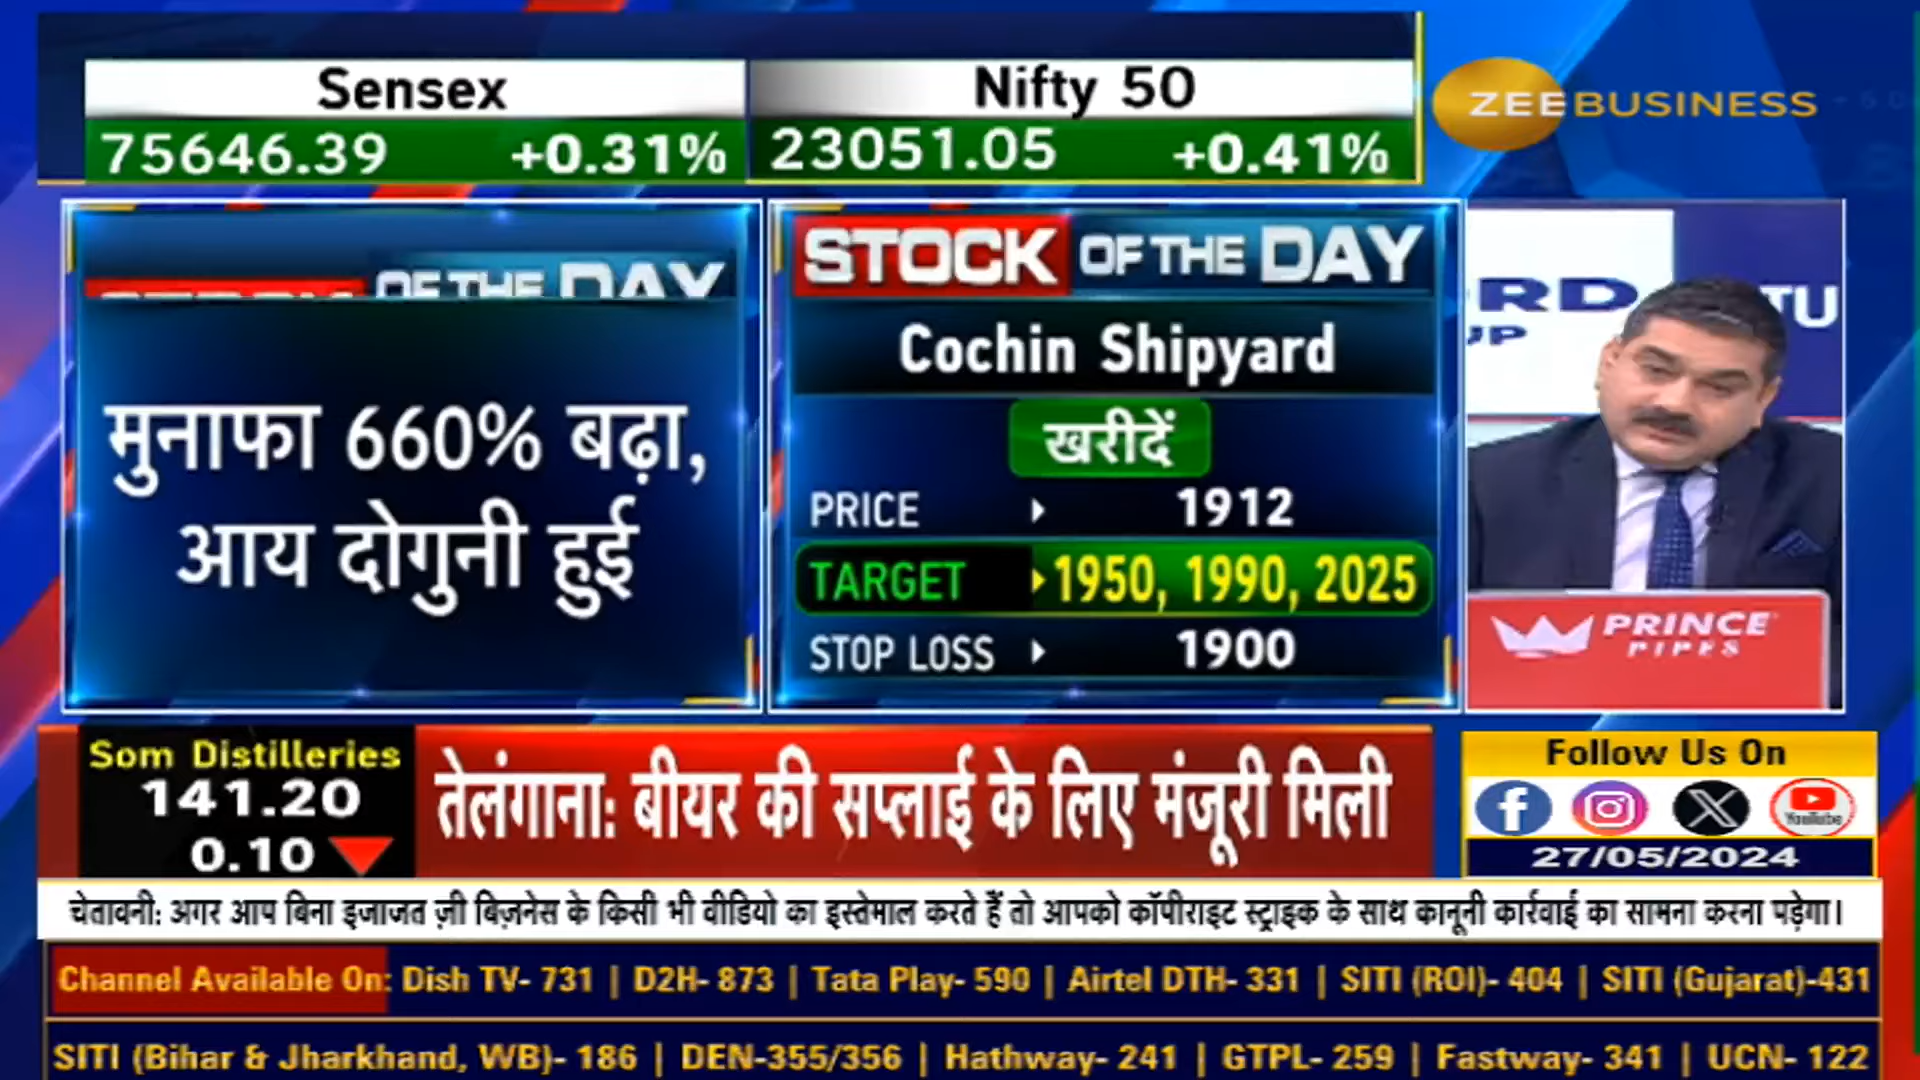 Sensex
75646.39 +0.31%
Nifty 50
23051.05 +0.41%
ZEEBUSINESS
OF THE DAY
मुनाफा 660% बढ़ा,
आय दोगुनी हुई
STOCK OF THE DAY
Cochin Shipyard
खरीदें
PRICE 1912
TARGET 1950, 1990, 2025
STOP LOSS 1900
RD
UP
TU
PRINCE
PIPES
Som Distilleries
141.20
0.10
तेलंगाना: बीयर की सप्लाई के लिए मंजूरी मिली
Follow Us On
YouTube
27/05/2024
चेतावनी: अगर आप बिना इजाजत ज़ी बिज़नेस के किसी भी वीडियो का इस्तेमाल करते हैं तो आपको कॉपीराइट स्ट्राइक के साथ कानूनी कार्रवाई का सामना करना पड़ेगा।
Channel Available On: Dish TV- 731 | D2H- 873 | Tata Play- 590 | Airtel DTH- 331 | SITI (ROI)- 404 | SITI (Gujarat)-431
SITI (Bihar & Jharkhand, WB)- 186 | DEN-355/356 | Hathway- 241 | GTPL- 259 | Fastway- 341 | UCN- 122